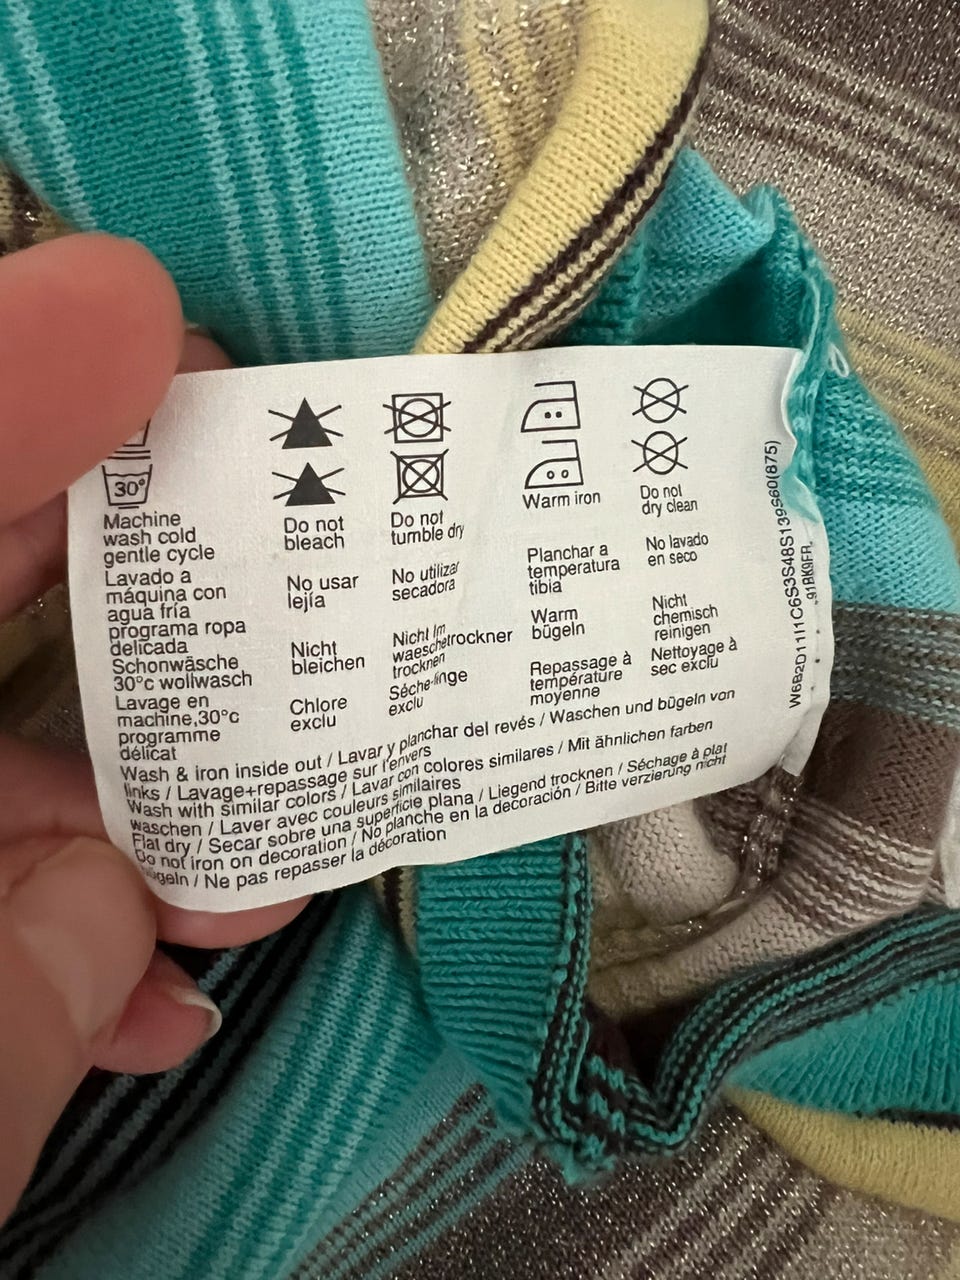 30°
Machine
wash cold
gentle cycle
Lavado a
máquina con
agua fría
programa ropa
delicada
Schonwäsche
30°c wollwasch
Lavage en
machine,30°c
programme
délicat
Do not
bleach
No usar
lejía
Nicht
bleichen
Chlore
exclu
Do not
tumble dry
No utilizar
secadora
Nicht Im
waeschetrockner
trocknen
Séche-linge
exclu
Warm iron
Planchar a
temperatura
tibia
Warm
bügeln
Repassage à
température
moyenne
Do not
dry clean
No lavado
en seco
Nicht
chemisch
reinigen
Nettoyage à
sec exclu
Wash & iron inside out / Lavar y planchar del revés / Waschen und bügeln von
links / Lavage+repassage sur l'envers
Wash with similar colors / Lavar con colores similares / Mit ähnlichen farben
waschen / Laver avec couleurs similaires
Flat dry / Secar sobre una superficie plana / Liegend trocknen / Séchage à plat
Do not iron on decoration / No planche en la decoración / Bitte verzierung nicht
bügeln / Ne pas repasser la décoration
W6B2D11I1C6S3S48S139S60(875)